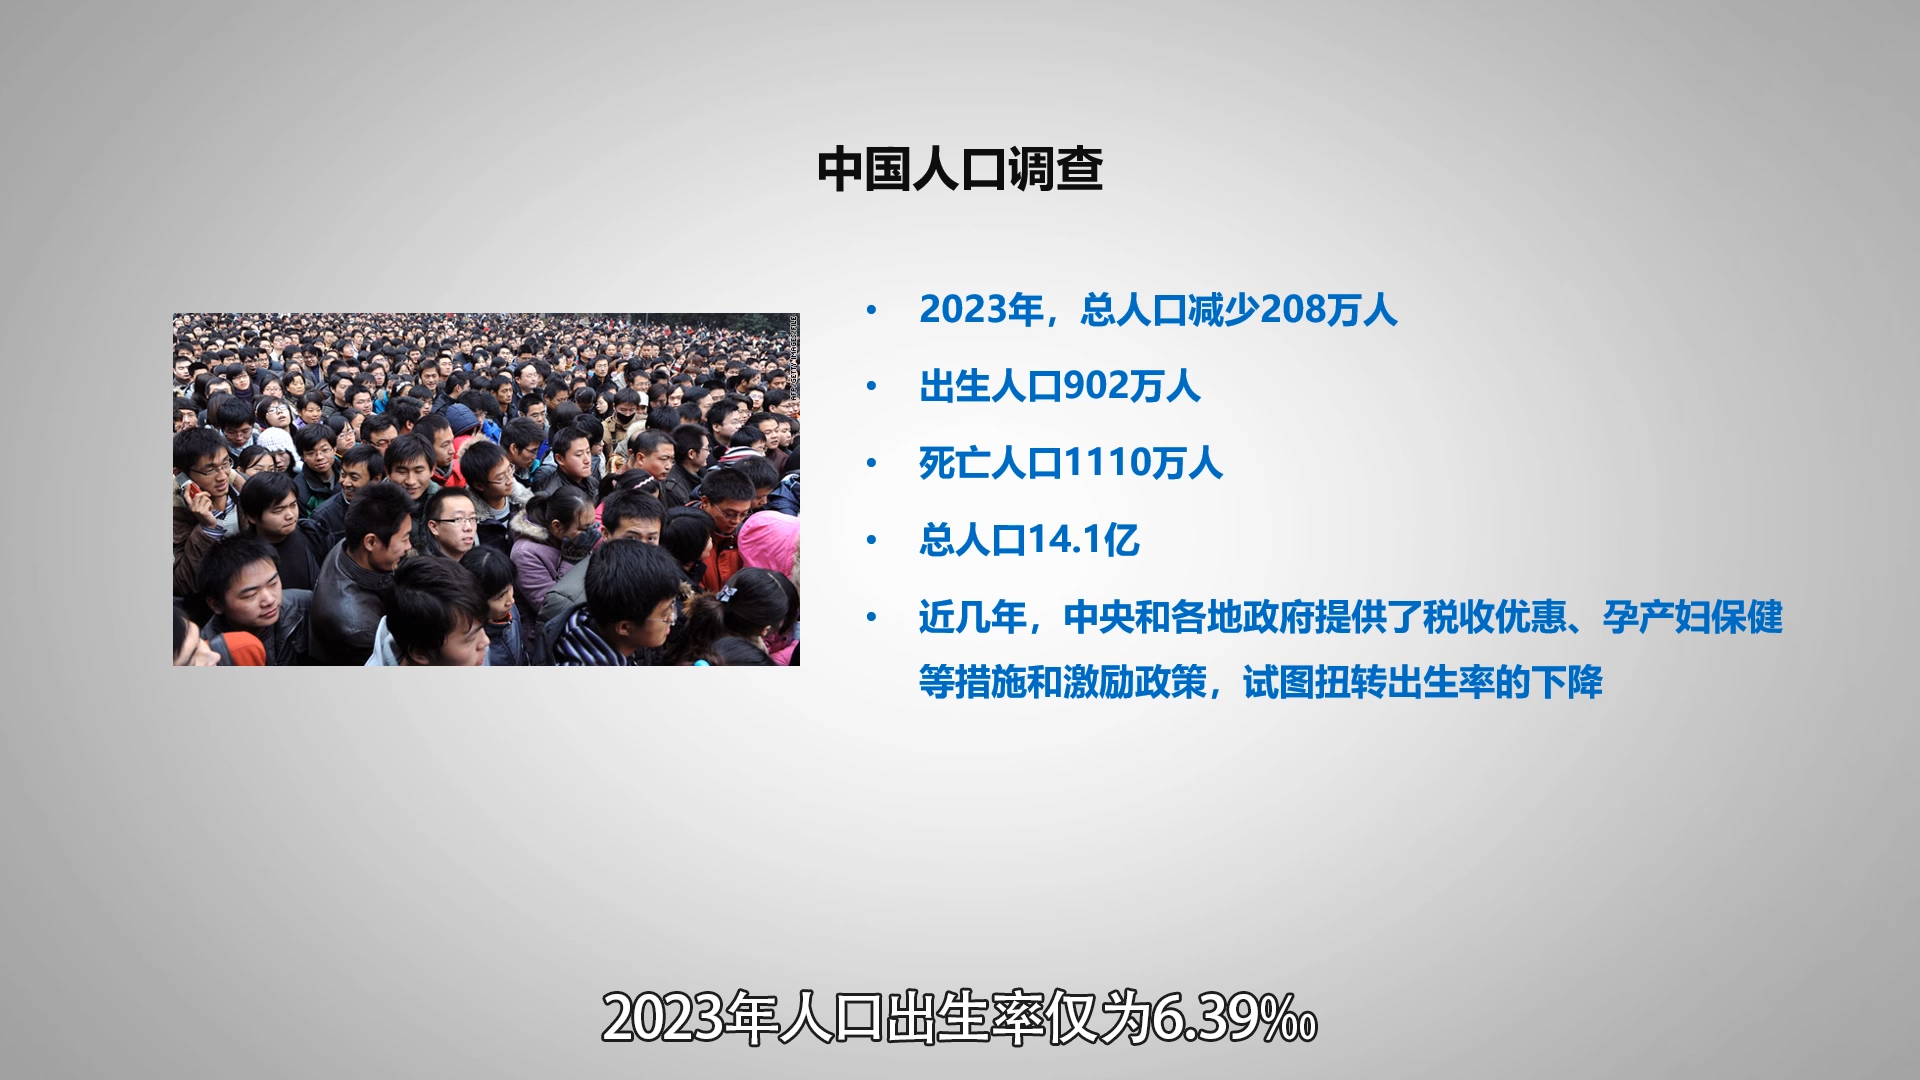 中国人口调查
• 2023年，总人口减少208万人
• 出生人口902万人
• 死亡人口1110万人
• 总人口14.1亿
• 近几年，中央和各地政府提供了税收优惠、孕产妇保健
等措施和激励政策，试图扭转出生率的下降
AFP/GETTY IMAGES/FILE
2023年人口出生率仅为6.39‰